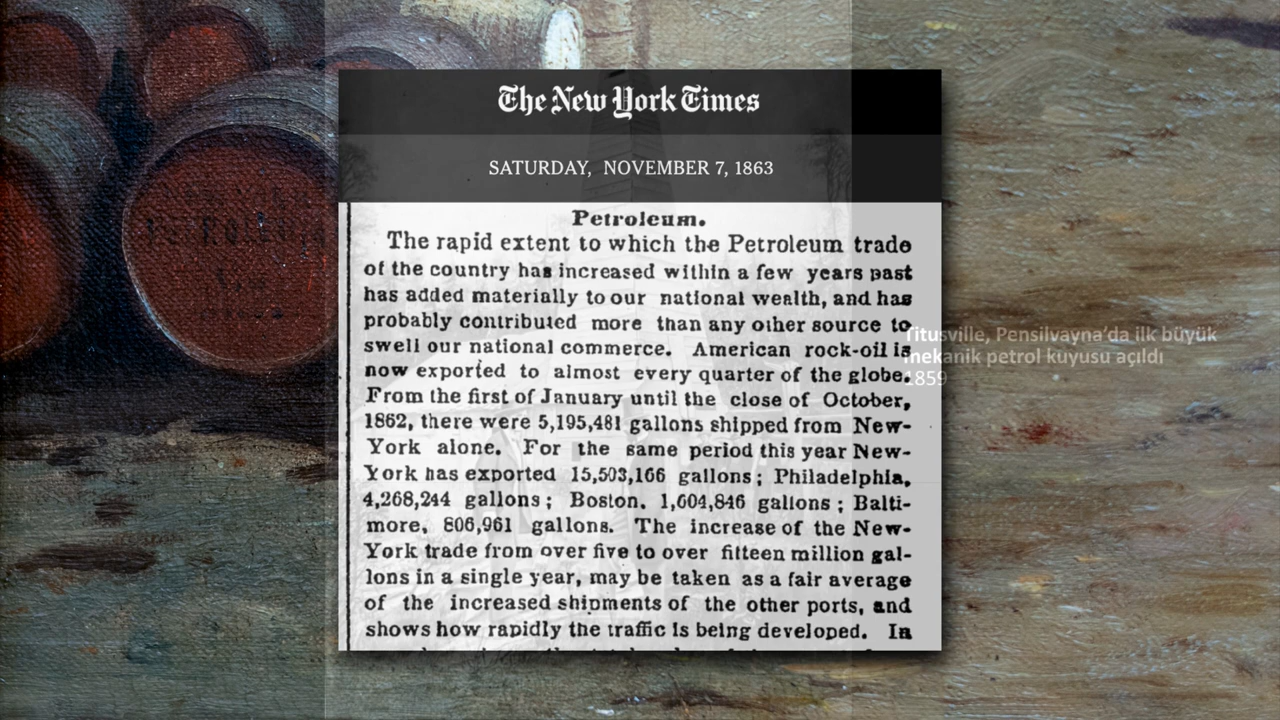 The New York Times
SATURDAY, NOVEMBER 7, 1863
Petroleum.
The rapid extent to which the Petroleum trade
of the country has increased within a few years past
has added materially to our national wealth, and has
probably contributed more than any other source to
swell our national commerce. American rock-oil is
now exported to almost every quarter of the globe.
From the first of January until the close of October,
1862, there were 5,195,481 gallons shipped from New-
York alone. For the same period this year New-
York has exported 15,503,166 gallons; Philadelphia,
4,268,244 gallons; Boston, 1,604,846 gallons; Balti-
more, 806,961 gallons. The increase of the New-
York trade from over five to over fifteen million gal-
lons in a single year, may be taken as a fair average
of the increased shipments of the other ports, and
shows how rapidly the traffic is being developed. In
Titusville, Pensilvayna'da ilk büyük
mekanik petrol kuyusu açıldı
1859